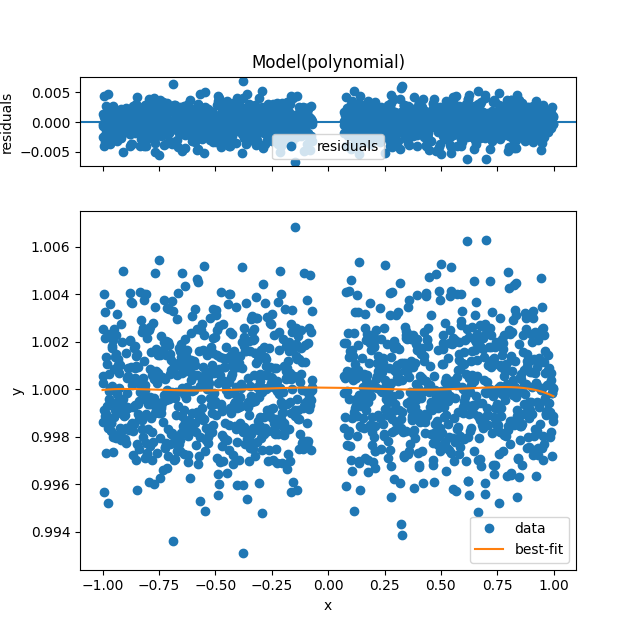 Model(polynomial)
residuals
0.005
0.000
−0.005
residuals
y
1.006
1.004
1.002
1.000
0.998
0.996
0.994
data
best-fit
−1.00 −0.75 −0.50 −0.25 0.00 0.25 0.50 0.75 1.00
x